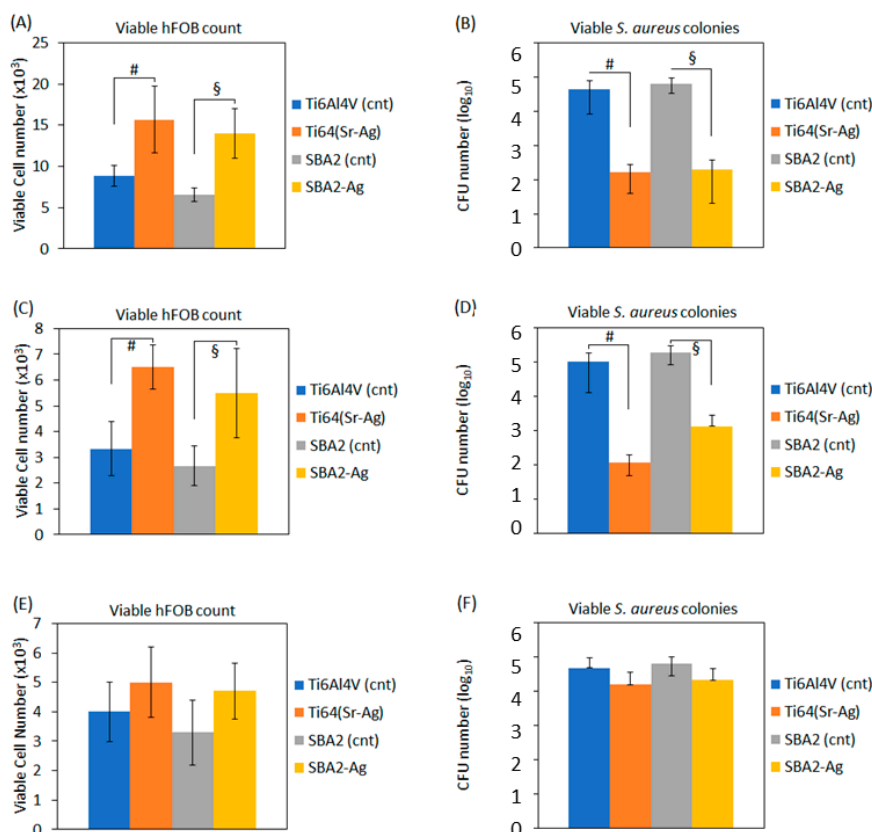 (A)
Viable hFOB count
Viable Cell number (x10³)
25
20
15
10
5
0
#
§
Ti6Al4V (cnt)
Ti64(Sr-Ag)
SBA2 (cnt)
SBA2-Ag
(B)
Viable S. aureus colonies
CFU number (log₁₀)
6
5
4
3
2
1
0
#
§
Ti6Al4V (cnt)
Ti64(Sr-Ag)
SBA2 (cnt)
SBA2-Ag
(C)
Viable hFOB count
Viable Cell number (x10³)
8
7
6
5
4
3
2
1
0
#
§
Ti6Al4V (cnt)
Ti64(Sr-Ag)
SBA2 (cnt)
SBA2-Ag
(D)
Viable S. aureus colonies
CFU number (log₁₀)
6
5
4
3
2
1
0
#
§
Ti6Al4V (cnt)
Ti64(Sr-Ag)
SBA2 (cnt)
SBA2-Ag
(E)
Viable hFOB count
Viable Cell Number (x10³)
7
6
5
4
3
2
1
0
Ti6Al4V (cnt)
Ti64(Sr-Ag)
SBA2 (cnt)
SBA2-Ag
(F)
Viable S. aureus colonies
CFU number (log₁₀)
6
5
4
3
2
1
0
Ti6Al4V (cnt)
Ti64(Sr-Ag)
SBA2 (cnt)
SBA2-Ag